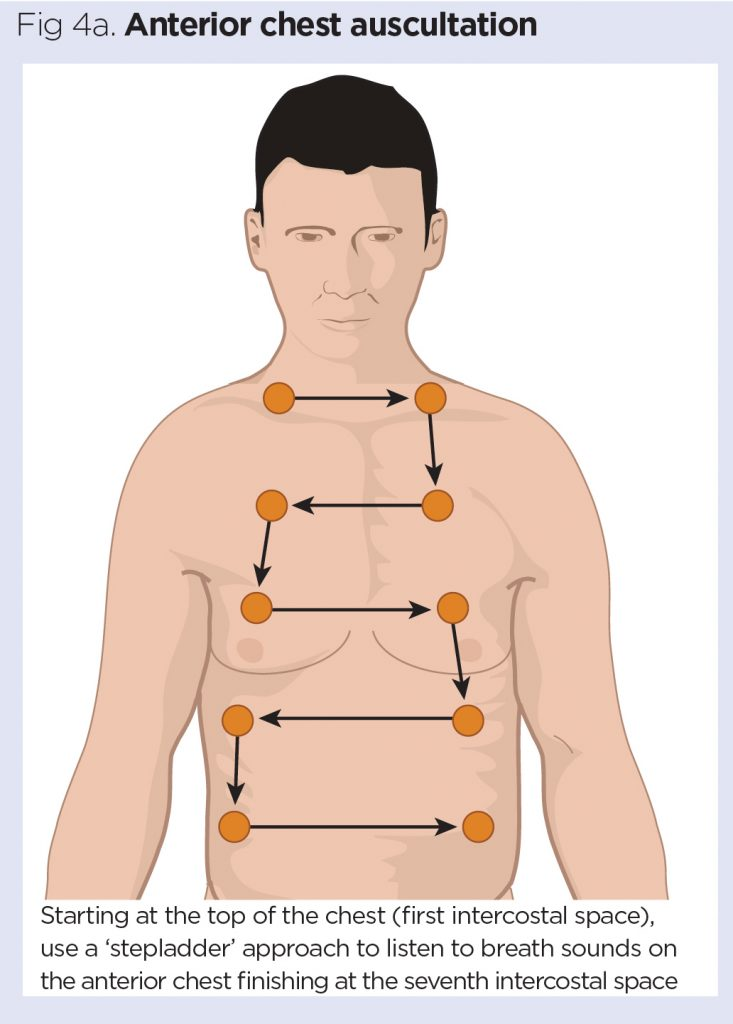 Fig 4a. Anterior chest auscultation
Starting at the top of the chest (first intercostal space),
use a ‘stepladder’ approach to listen to breath sounds on
the anterior chest finishing at the seventh intercostal space